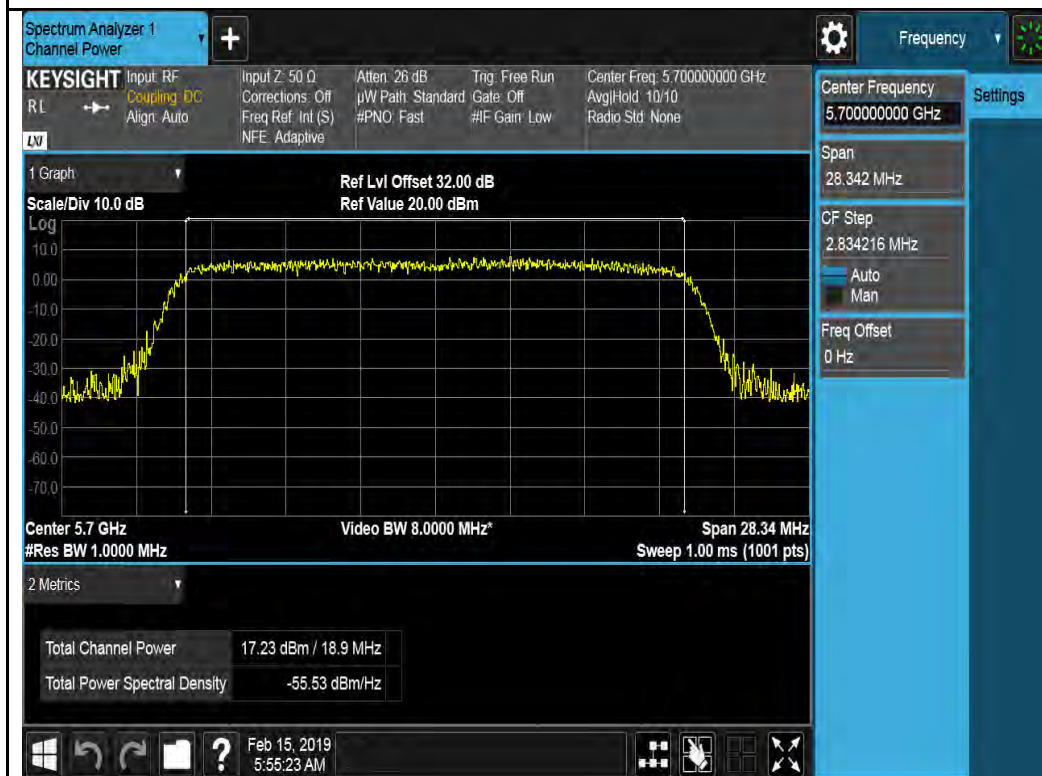 Spectrum Analyzer 1
Channel Power
+
Frequency
KEYSIGHT
R L
LXI
Input: RF
Coupling: DC
Align: Auto
Input Z: 50 Ω
Corrections: Off
Freq Ref: Int (S)
NFE: Adaptive
Atten: 26 dB
µW Path: Standard
#PNO: Fast
Trig: Free Run
Gate: Off
#IF Gain: Low
Center Freq: 5.700000000 GHz
Avg|Hold: 10/10
Radio Std: None
Center Frequency
5.700000000 GHz
Settings
Span
28.342 MHz
CF Step
2.834216 MHz
Auto
Man
Freq Offset
0 Hz
1 Graph
Scale/Div 10.0 dB
Ref Lvl Offset 32.00 dB
Ref Value 20.00 dBm
Log
10.0
0.00
-10.0
-20.0
-30.0
-40.0
-50.0
-60.0
-70.0
Center 5.7 GHz
#Res BW 1.0000 MHz
Video BW 8.0000 MHz*
Span 28.34 MHz
Sweep 1.00 ms (1001 pts)
2 Metrics
Total Channel Power 17.23 dBm / 18.9 MHz
Total Power Spectral Density -55.53 dBm/Hz
?
Feb 15, 2019
5:55:23 AM